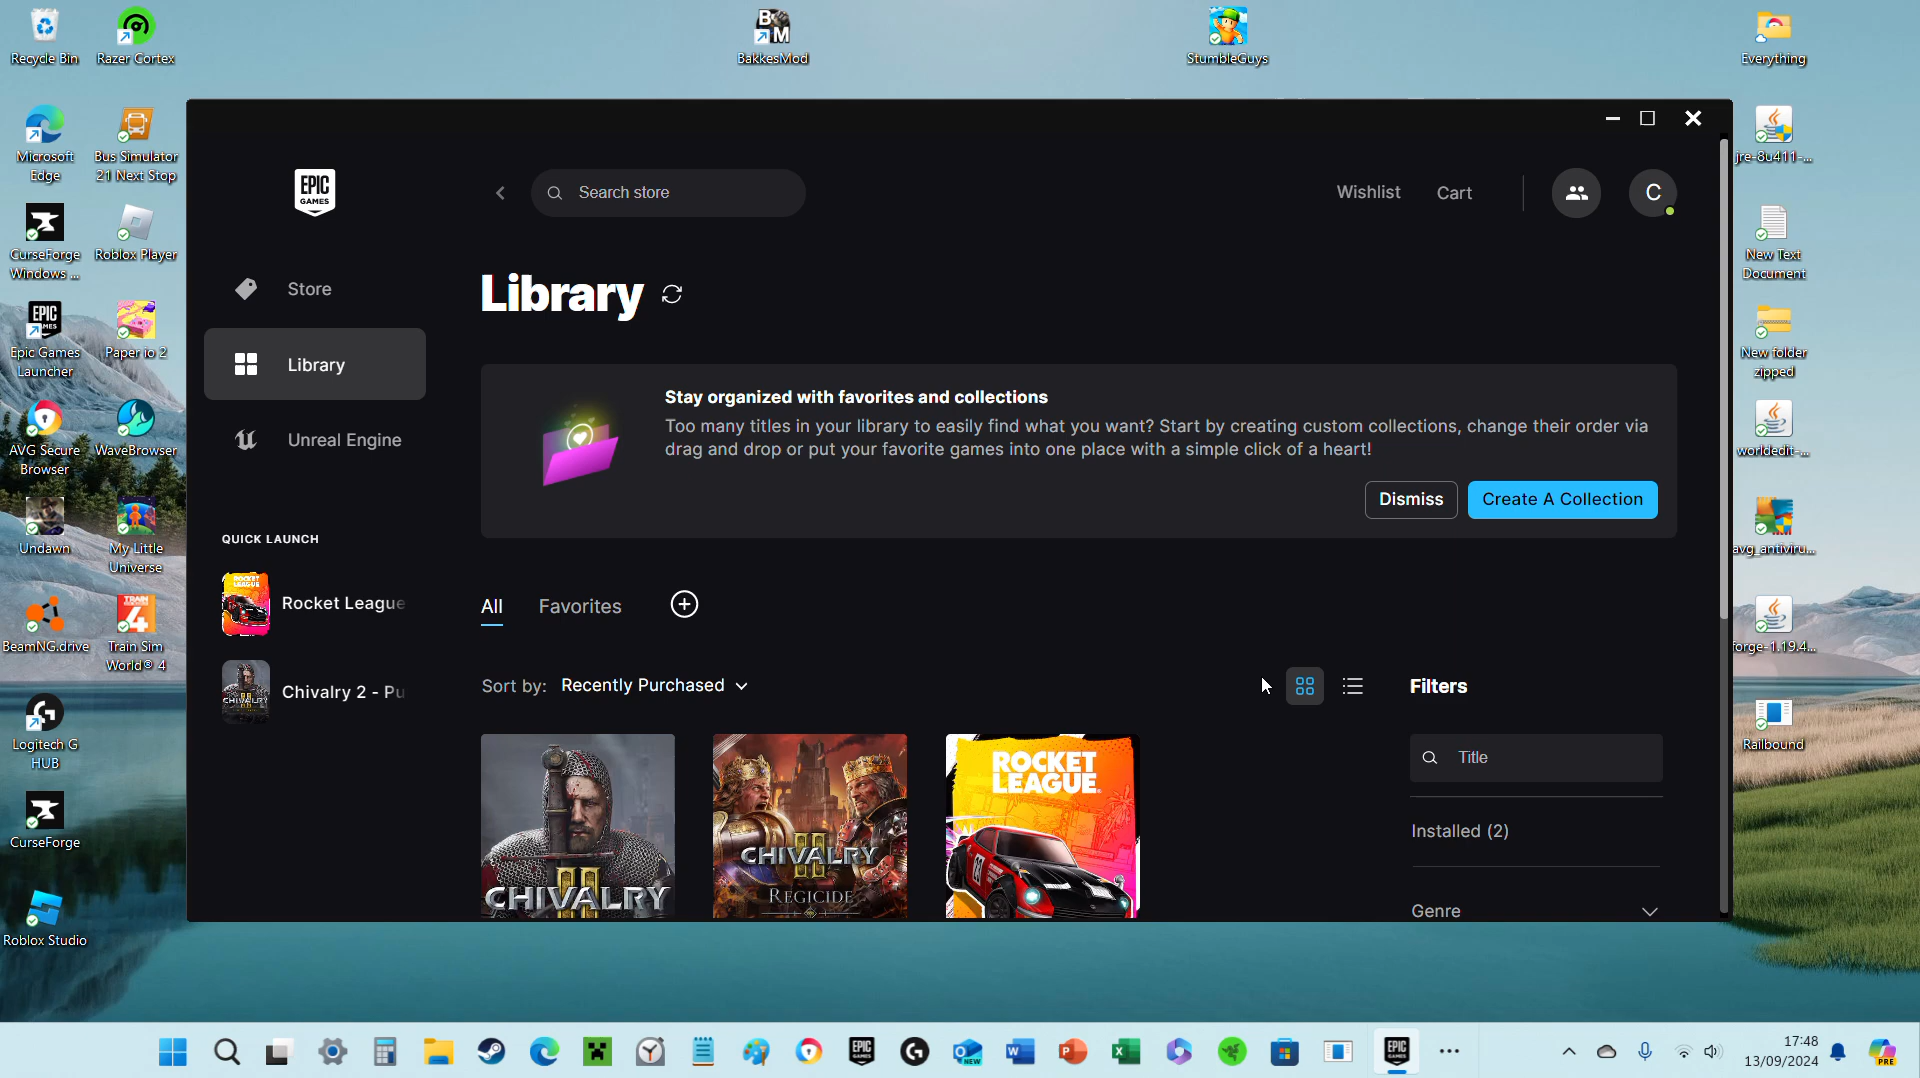 Recycle Bin
Razer Cortex
BakkesMod
StumbleGuys
Everything
Microsoft
Edge
Bus Simulator
21 Next Stop
jre-8u411-...
CurseForge
Windows ...
Roblox Player
New Text
Document
Epic Games
Launcher
Paper io 2
New folder
zipped
AVG Secure
Browser
WaveBrowser
worldedit-...
Undawn
My Little
Universe
avg_antiviru...
BeamNG.drive
Train Sim
World® 4
forge-1.19.4...
Logitech G
HUB
Railbound
CurseForge
Roblox Studio
EPIC
GAMES
Search store
Wishlist
Cart
C
Store
Library
Unreal Engine
QUICK LAUNCH
Rocket League
Chivalry 2 - Pu
Library
Stay organized with favorites and collections
Too many titles in your library to easily find what you want? Start by creating custom collections, change their order via
drag and drop or put your favorite games into one place with a simple click of a heart!
Dismiss
Create A Collection
All
Favorites
Sort by: Recently Purchased
Filters
Title
Installed (2)
Genre
CHIVALRY
II
CHIVALRY
II
REGICIDE
ROCKET
LEAGUE
17:48
13/09/2024
PRE